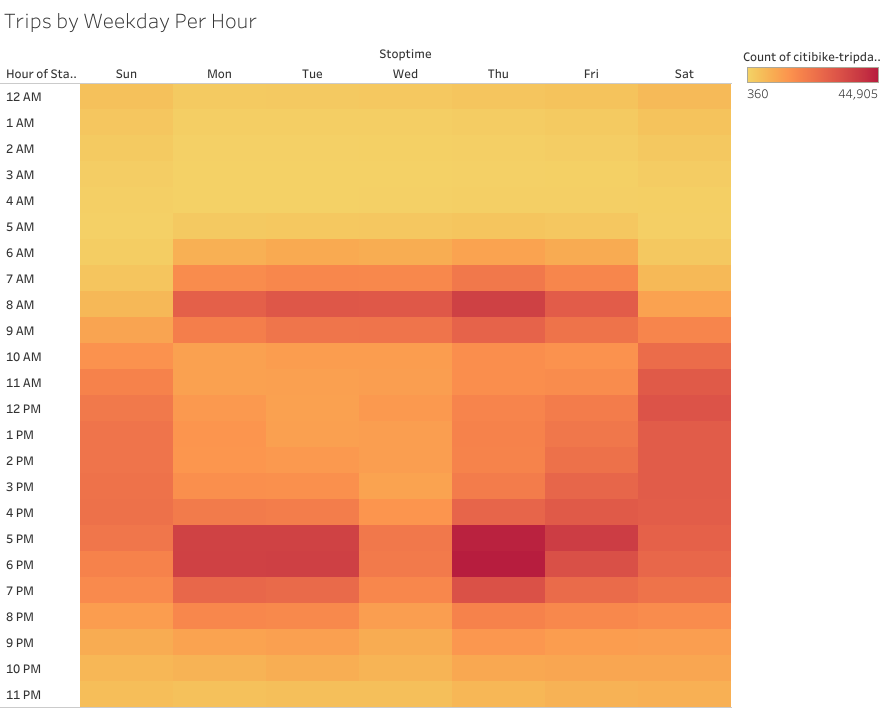 Trips by Weekday Per Hour
Stoptime
Hour of Sta.. Sun Mon Tue Wed Thu Fri Sat
12 AM
1 AM
2 AM
3 AM
4 AM
5 AM
6 AM
7 AM
8 AM
9 AM
10 AM
11 AM
12 PM
1 PM
2 PM
3 PM
4 PM
5 PM
6 PM
7 PM
8 PM
9 PM
10 PM
11 PM
Count of citibike-tripda..
360 44,905